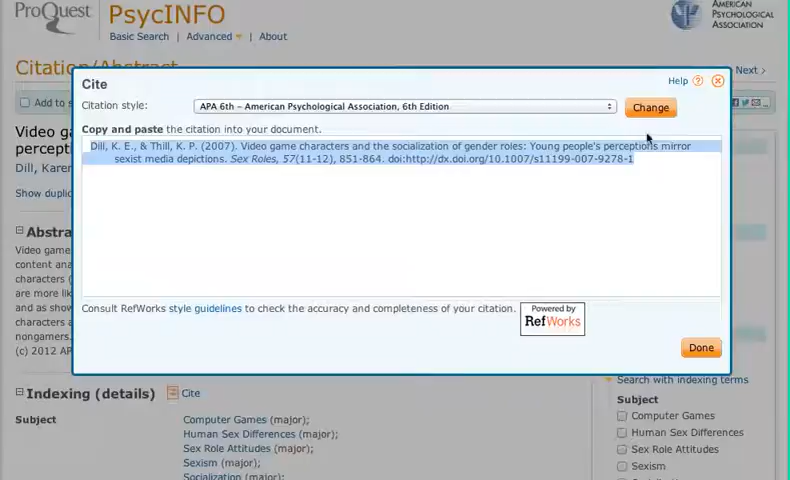 ProQuest
PsycINFO
AMERICAN
PSYCHOLOGICAL
ASSOCIATION
Basic Search | Advanced | About
Citation/Abstract
Next >
Cite
Help
Citation style:
APA 6th – American Psychological Association, 6th Edition
Change
Add to s
Copy and paste the citation into your document.
Video ga
percept
Dill, K. E., & Thill, K. P. (2007). Video game characters and the socialization of gender roles: Young people's perceptions mirror
sexist media depictions. Sex Roles, 57(11-12), 851-864. doi:http://dx.doi.org/10.1007/s11199-007-9278-1
Dill, Karen
Show duplic
Abstra
Video game
content ana
characters (
are more lik
and as show
characters a
nongamers.
(c) 2012 AP
Consult RefWorks style guidelines to check the accuracy and completeness of your citation.
Powered by
RefWorks
Done
Indexing (details)
Cite
Subject
Computer Games (major);
Human Sex Differences (major);
Sex Role Attitudes (major);
Sexism (major);
Socialization (major);
Search with indexing terms
Subject
Computer Games
Human Sex Differences
Sex Role Attitudes
Sexism